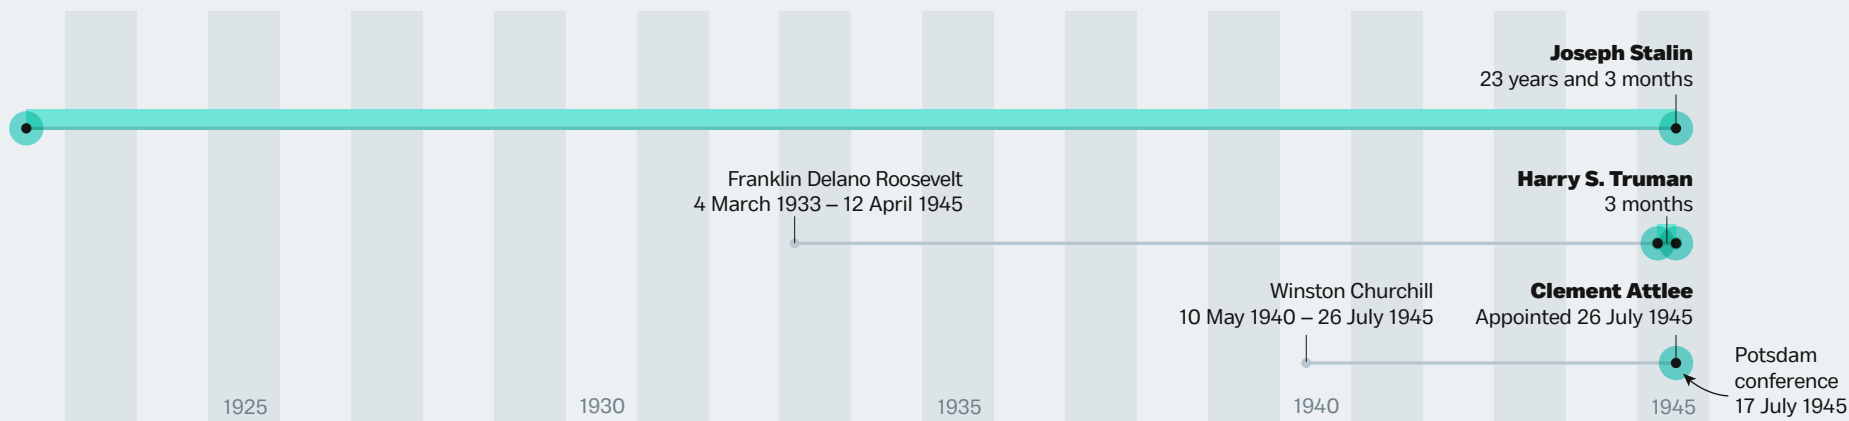 Joseph Stalin
23 years and 3 months
Franklin Delano Roosevelt
4 March 1933 – 12 April 1945
Harry S. Truman
3 months
Winston Churchill
10 May 1940 – 26 July 1945
Clement Attlee
Appointed 26 July 1945
Potsdam
conference
17 July 1945
1925
1930
1935
1940
1945